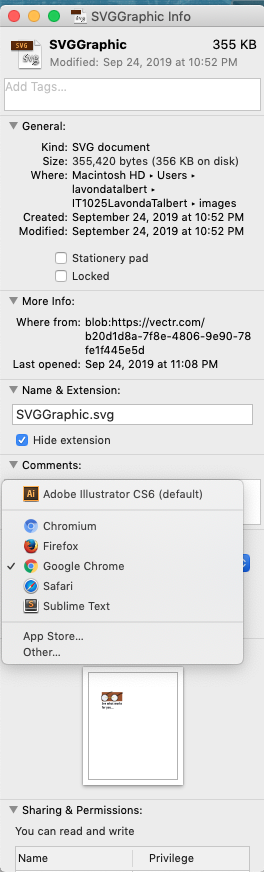 SVGGraphic Info
SVG
SVGGraphic 355 KB
Modified: Sep 24, 2019 at 10:52 PM
Add Tags...
General:
Kind: SVG document
Size: 355,420 bytes (356 KB on disk)
Where: Macintosh HD ▸ Users ▸
lavondatalbert ▸
IT1025LavondaTalbert ▸ images
Created: September 24, 2019 at 10:52 PM
Modified: September 24, 2019 at 10:52 PM
Stationery pad
Locked
More Info:
Where from: blob:https://vectr.com/
b20d1d8a-7f8e-4806-9e90-78
fe1f445e5d
Last opened: Sep 24, 2019 at 11:08 PM
Name & Extension:
SVGGraphic.svg
Hide extension
Comments:
Ai Adobe Illustrator CS6 (default)
Chromium
Firefox
Google Chrome
Safari
Sublime Text
App Store...
Other...
Sharing & Permissions:
You can read and write
Name Privilege